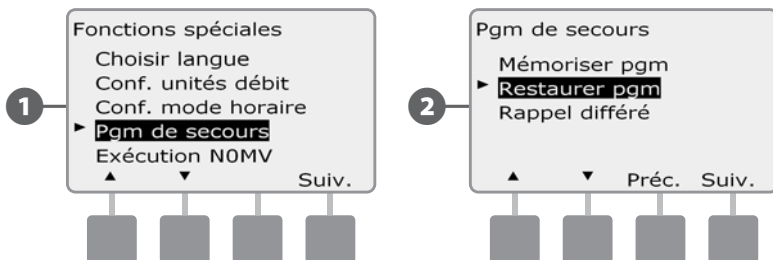 1
Fonctions spéciales
Choisir langue
Conf. unités débit
Conf. mode horaire
► Pgm de secours
Exécution N0MV
▲ ▼ Suiv.
2
Pgm de secours
Mémoriser pgm
► Restaurer pgm
Rappel différé
▲ ▼ Préc. Suiv.